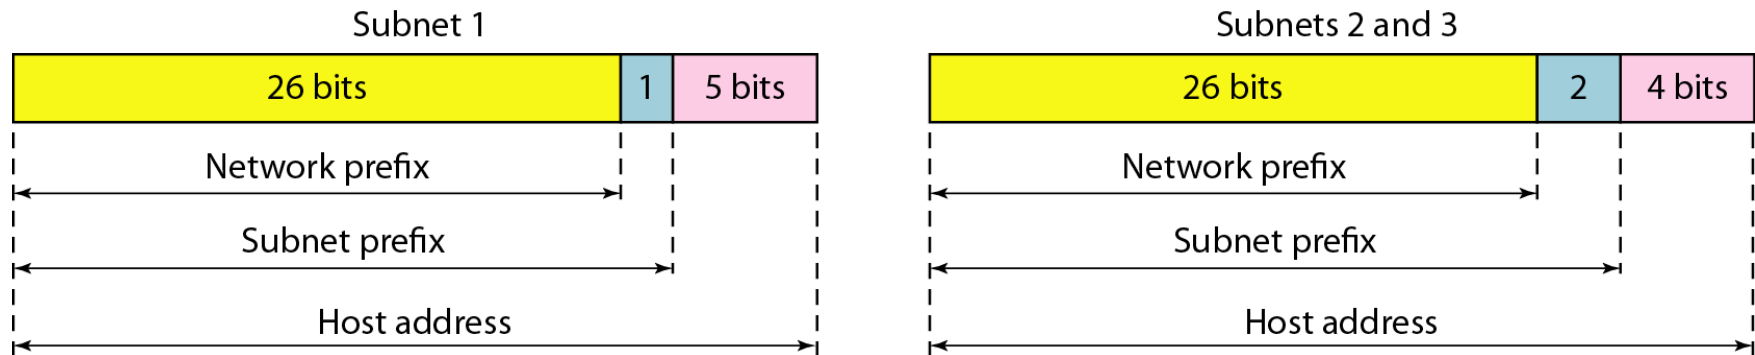 Subnet 1
26 bits
1
5 bits
Network prefix
Subnet prefix
Host address
Subnets 2 and 3
26 bits
2
4 bits
Network prefix
Subnet prefix
Host address